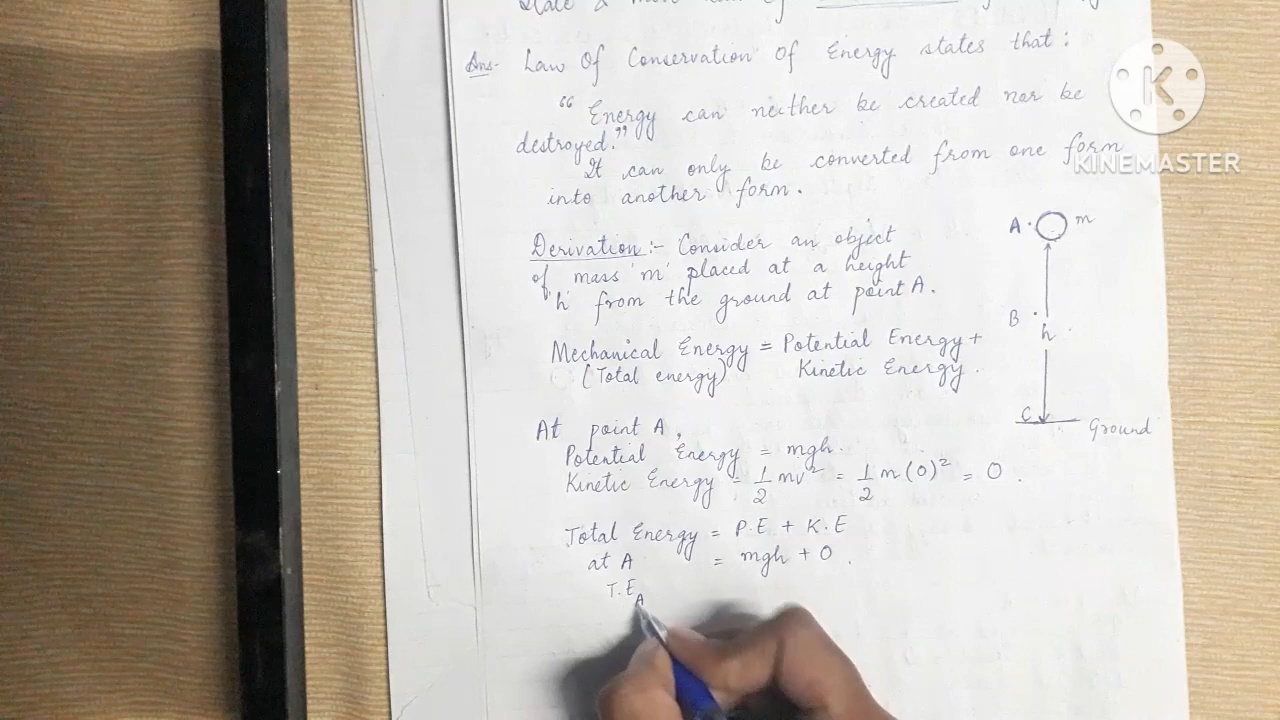 Ans- Law Of Conservation Of Energy states that :
"Energy can neither be created nor be
destroyed."
It can only be converted from one form
into another form.
Derivation :- Consider an object
of mass 'm' placed at a height
'h' from the ground at point A.
Mechanical Energy = Potential Energy +
(Total energy) Kinetic Energy.
At point A,
Potential Energy = mgh.
Kinetic Energy = 1/2 mv² = 1/2 m (0)² = 0.
Total Energy = P.E + K.E
at A = mgh + 0.
T.E_A
A. m
B. h.
C Ground
K
KINEMASTER